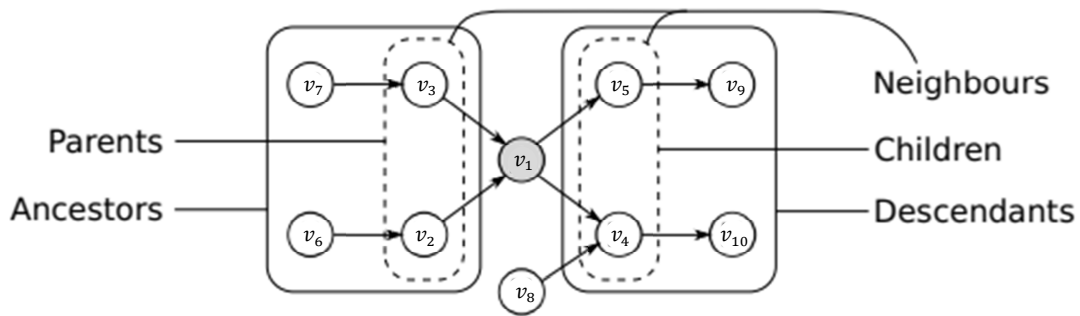 v₇
v₃
v₅
v₉
Neighbours
Parents
v₁
Children
Ancestors
Descendants
v₆
v₂
v₄
v₁₀
v₈